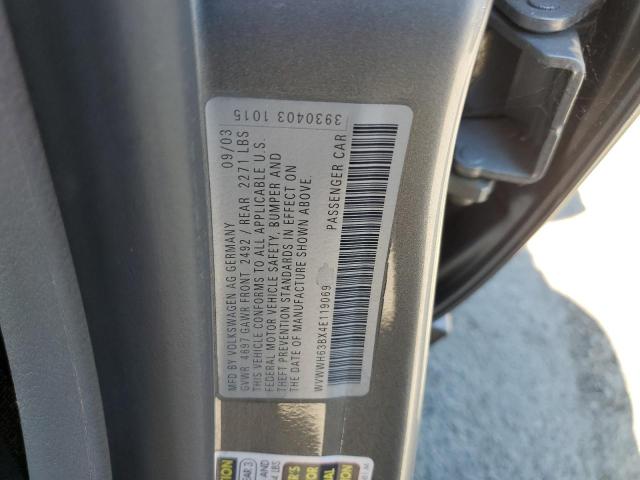 3930403 1015
MFD BY VOLKSWAGEN AG GERMANY 09/03
GVWR 4697 GAWR FRONT 2492 / REAR 2271 LBS
THIS VEHICLE CONFORMS TO ALL APPLICABLE U.S.
FEDERAL MOTOR VEHICLE SAFETY, BUMPER AND
THEFT PREVENTION STANDARDS IN EFFECT ON
THE DATE OF MANUFACTURE SHOWN ABOVE.
PASSENGER CAR
WVWWH63BX4E119069